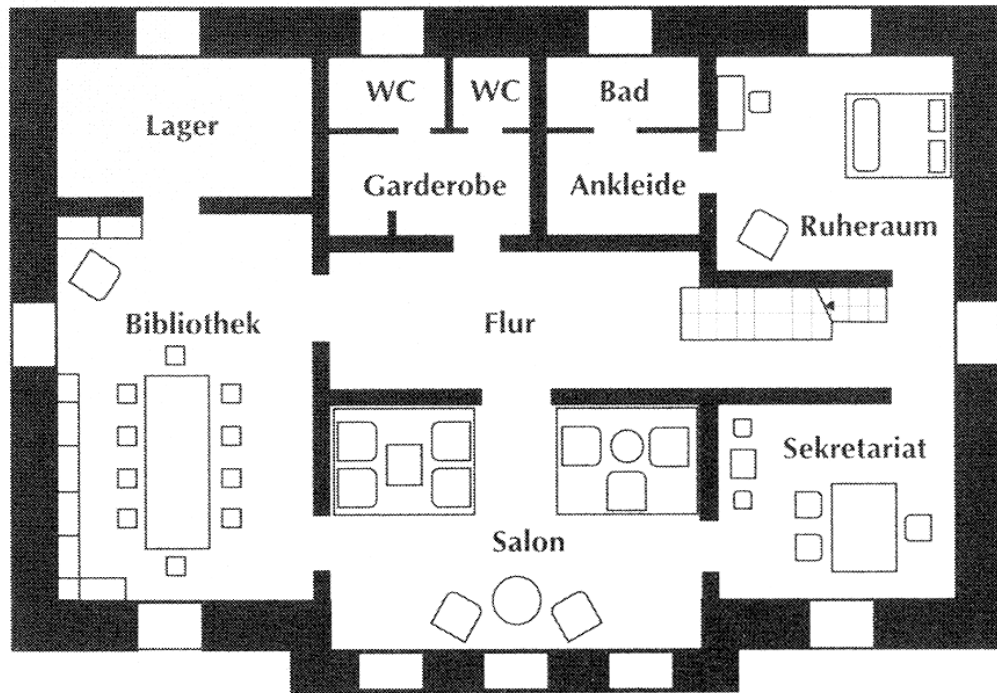 WC
WC
Bad
Lager
Garderobe
Ankleide
Ruheraum
Bibliothek
Flur
Sekretariat
Salon